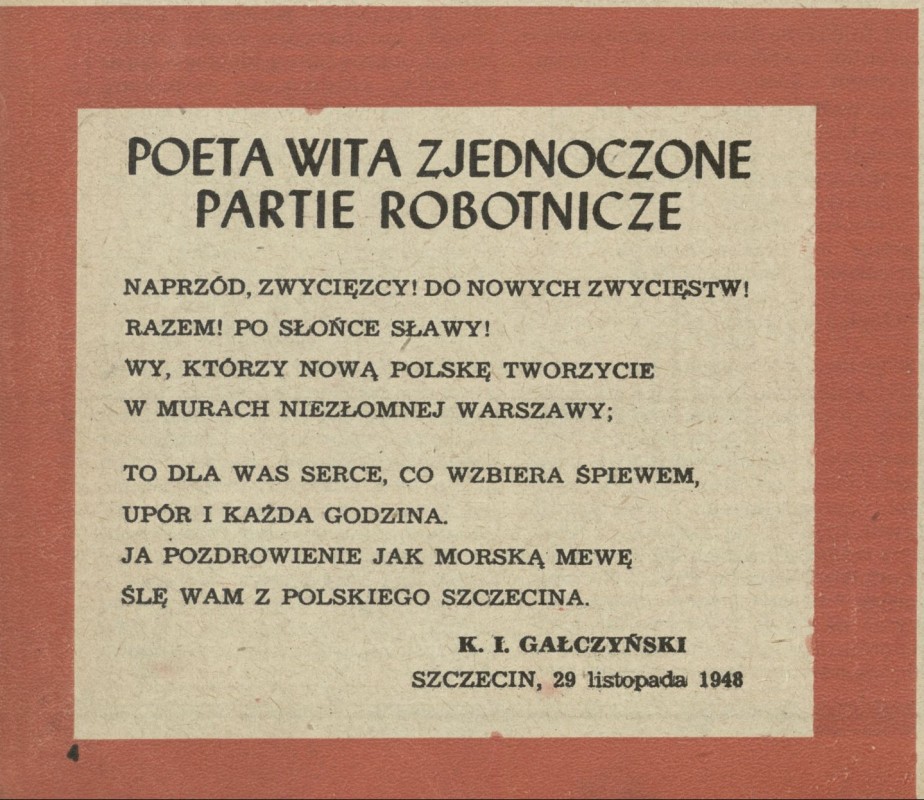 POETA WITA ZJEDNOCZONE
PARTIE ROBOTNICZE
NAPRZÓD, ZWYCIĘZCY! DO NOWYCH ZWYCIĘSTW!
RAZEM! PO SŁOŃCE SŁAWY!
WY, KTÓRZY NOWĄ POLSKĘ TWORZYCIE
W MURACH NIEZŁOMNEJ WARSZAWY;
TO DLA WAS SERCE, CO WZBIERA ŚPIEWEM,
UPÓR I KAŻDA GODZINA.
JA POZDROWIENIE JAK MORSKĄ MEWĘ
ŚLĘ WAM Z POLSKIEGO SZCZECINA.
K. I. GAŁCZYŃSKI
SZCZECIN, 29 listopada 1948
4